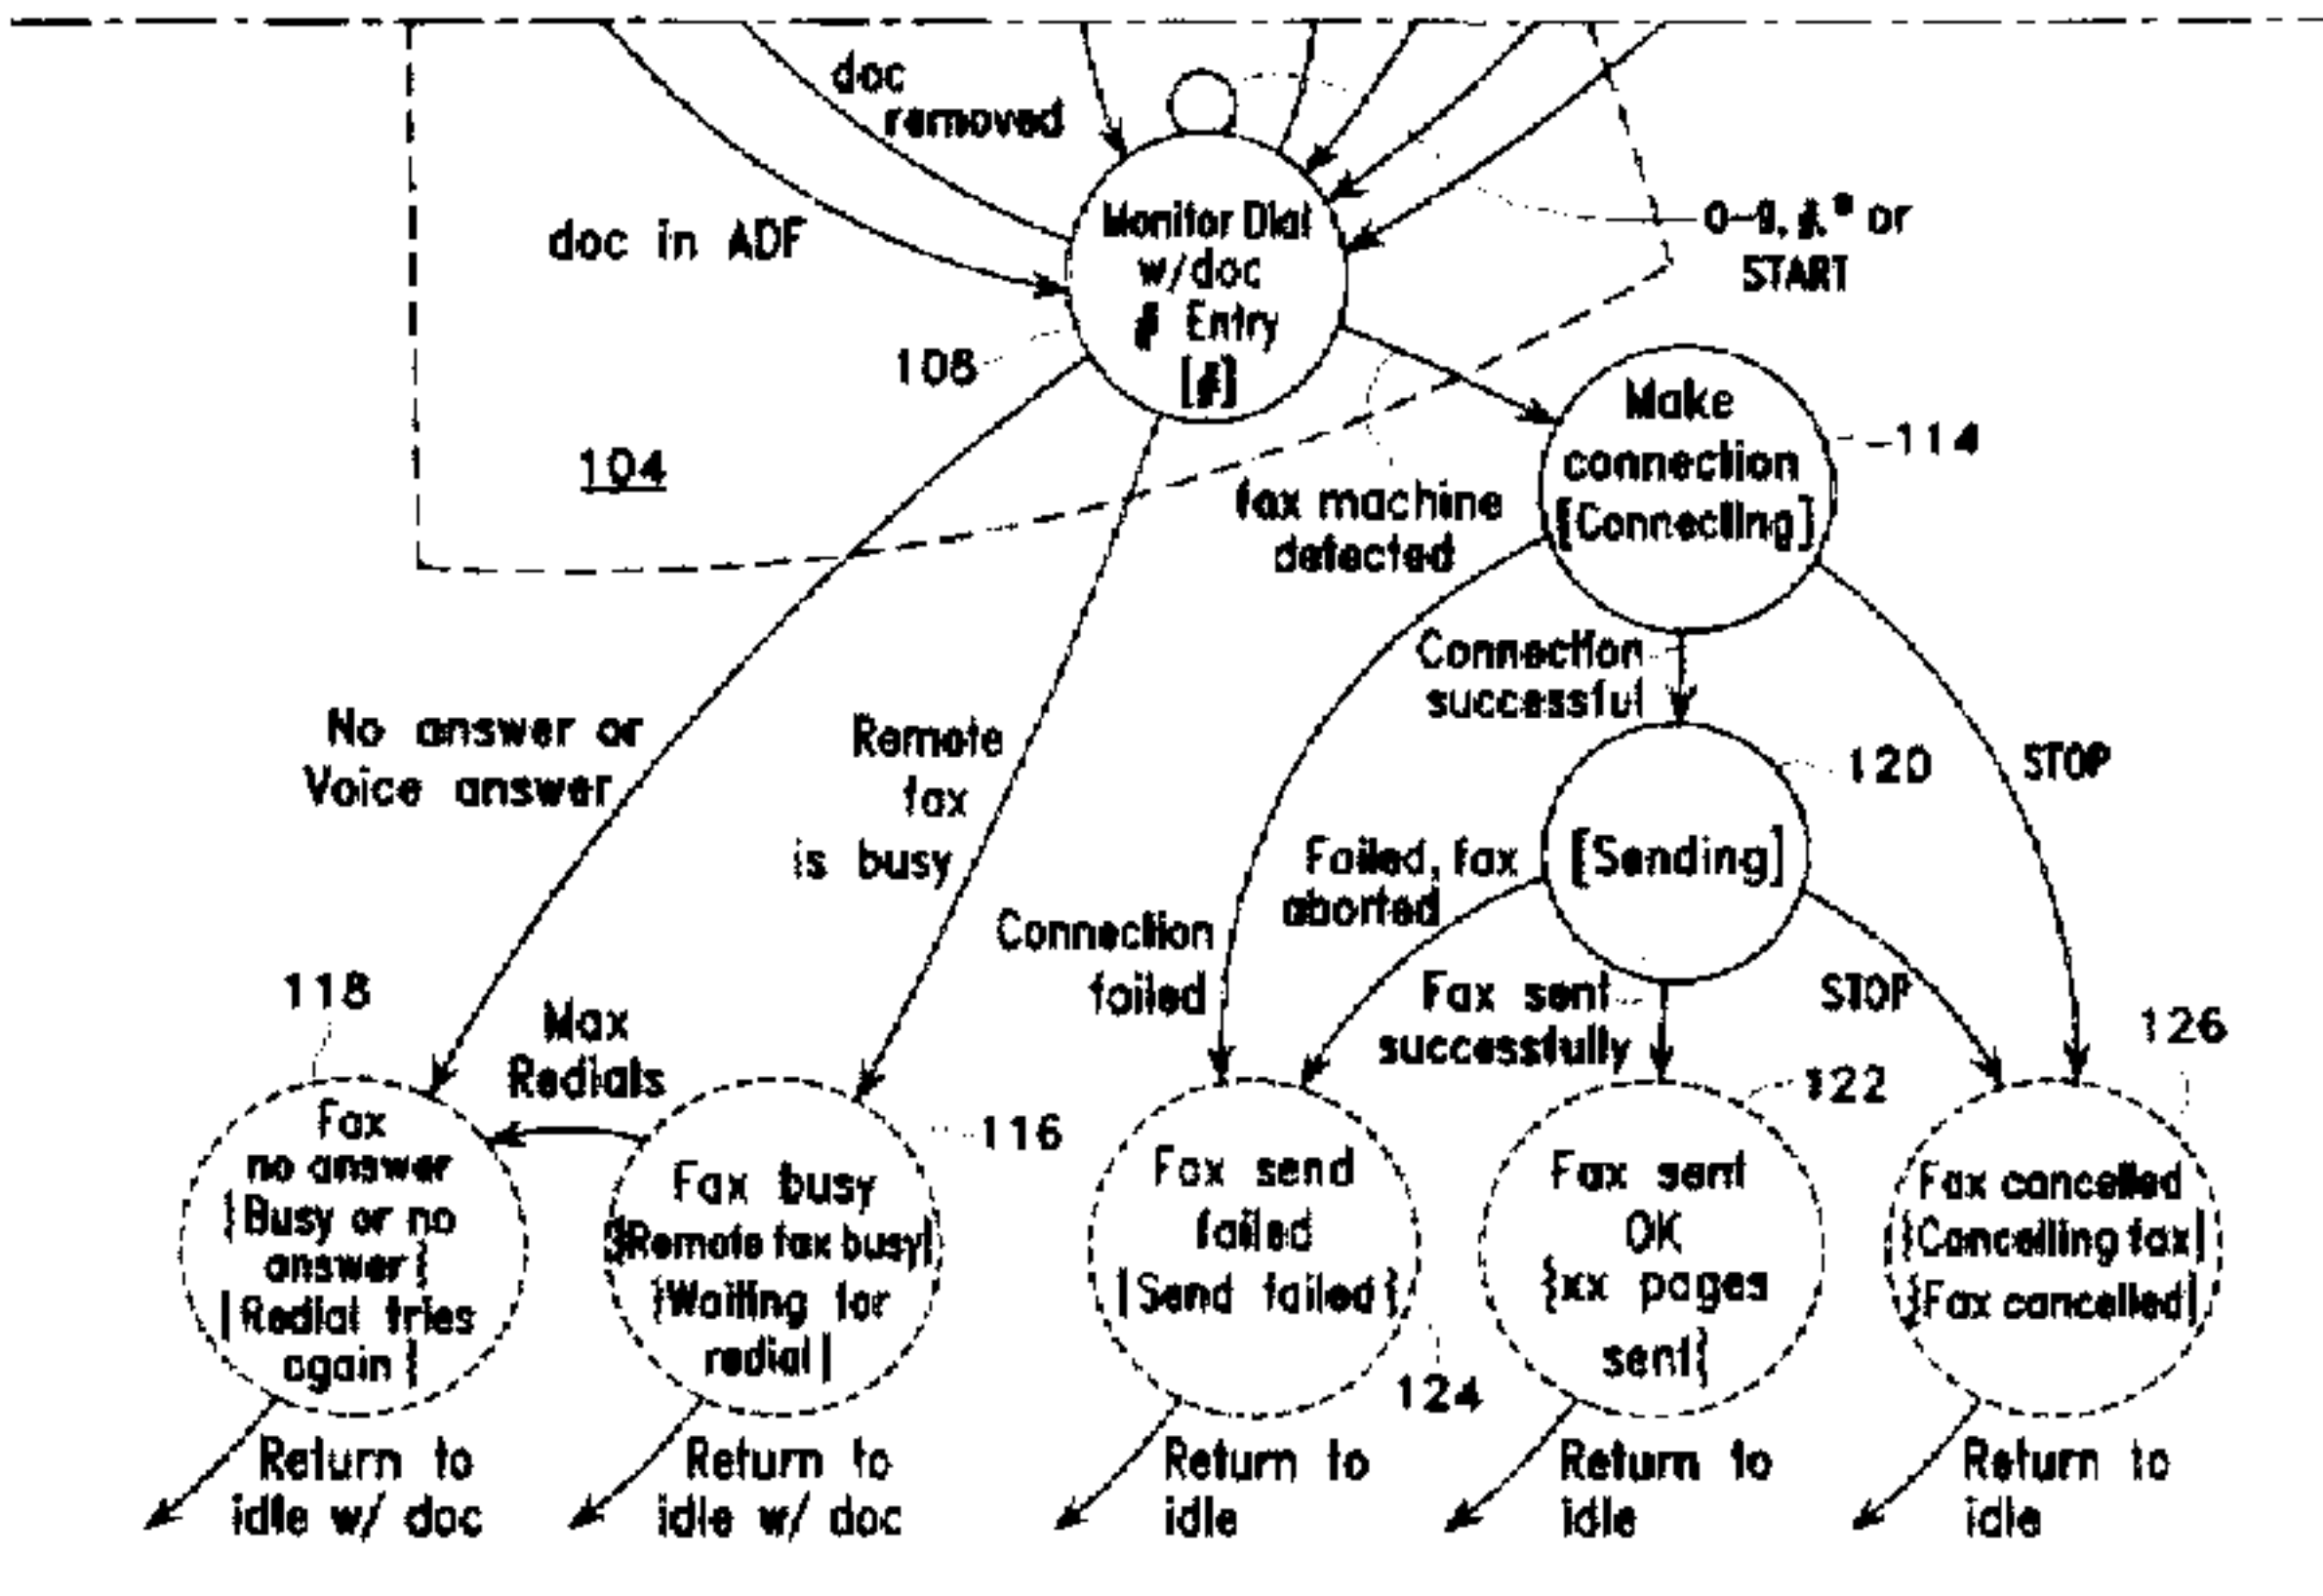 doc
removed
doc in ADF
Monitor Dial
w/doc
# Entry
[#]
0-9, #, * or
START
108
104
Make
connection
[Connecting]
114
fax machine
detected
Connection
successful
No answer or
Voice answer
Remote
fax
is busy
120
STOP
[Sending]
Failed, fax
aborted
Connection
failed
Fax sent
successfully
STOP
118
Max
Redials
126
122
116
Fax
no answer
{Busy or no
answer}
{Redial tries
again}
Fax busy
{Remote fax busy}
{Waiting for
redial}
Fax send
failed
{Send failed}
124
Fax sent
OK
{xx pages
sent}
Fax cancelled
{Cancelling fax}
{Fax cancelled}
Return to
idle w/ doc
Return to
idle w/ doc
Return to
idle
Return to
idle
Return to
idle